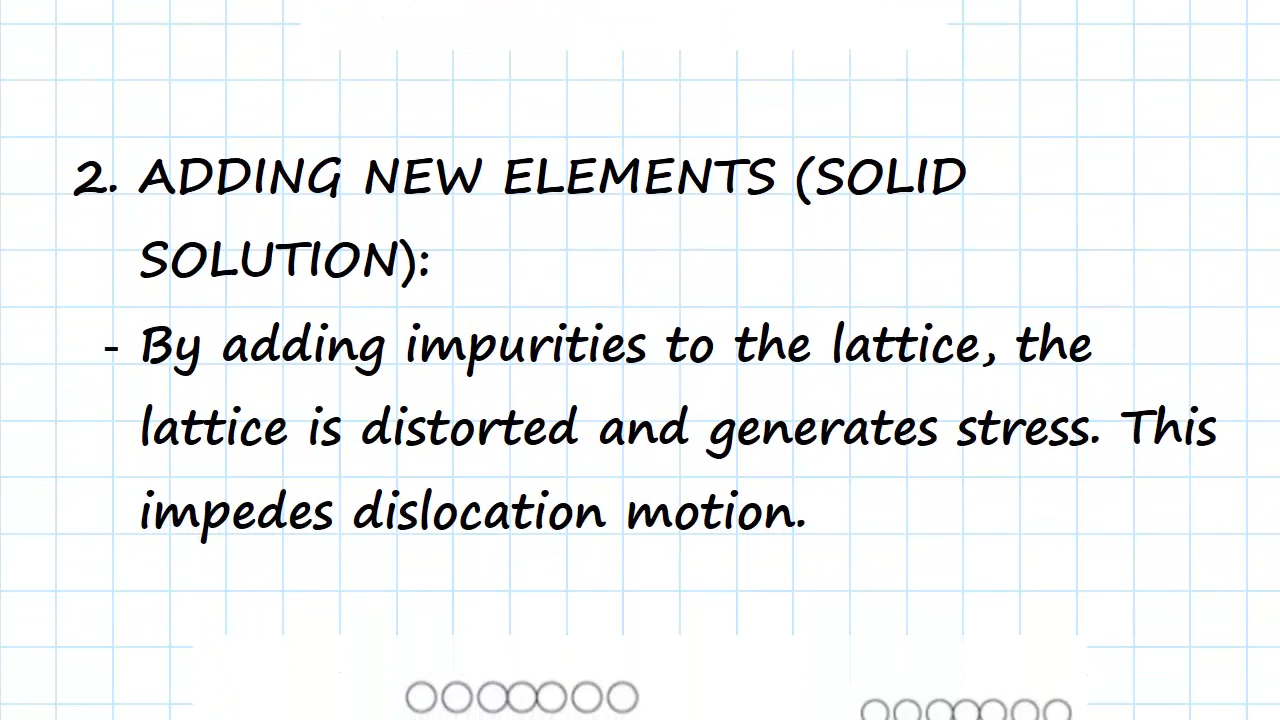 2. ADDING NEW ELEMENTS (SOLID
SOLUTION):
- By adding impurities to the lattice, the
lattice is distorted and generates stress. This
impedes dislocation motion.